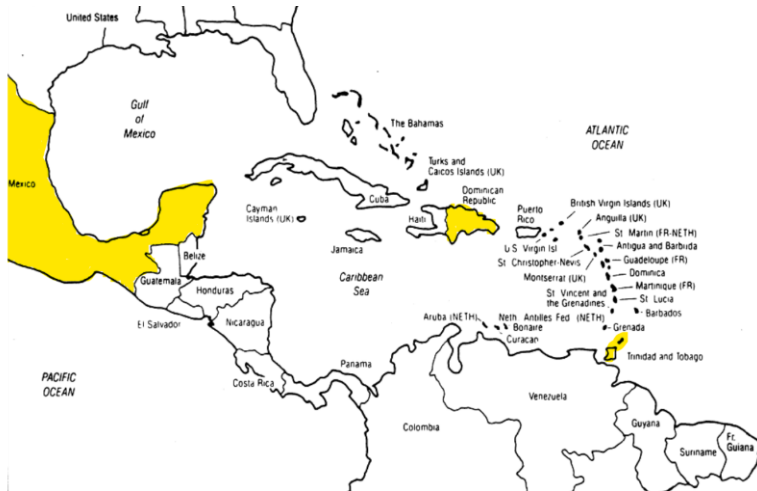 United States
Gulf
of
Mexico
ATLANTIC
OCEAN
The Bahamas
Turks and
Caicos Islands (UK)
Mexico
Cuba
Dominican
Republic
Cayman
Islands (UK)
Haiti
Puerto
Rico
British Virgin Islands (UK)
Anguilla (UK)
St Martin (FR-NETH)
U S Virgin Isl
Antigua and Barbuda
Jamaica
St Christopher-Nevis
Guadeloupe (FR)
Belize
Montserrat (UK)
Dominica
Guatemala
Caribbean
Sea
Martinique (FR)
Honduras
St Vincent and
the Grenadines
St Lucia
Barbados
El Salvador
Nicaragua
Aruba (NETH)
Neth Antilles Fed (NETH)
Bonaire
Curacan
Grenada
Trinidad and Tobago
Panama
PACIFIC
OCEAN
Costa Rica
Venezuela
Colombia
Guyana
Suriname
Fr.
Guiana